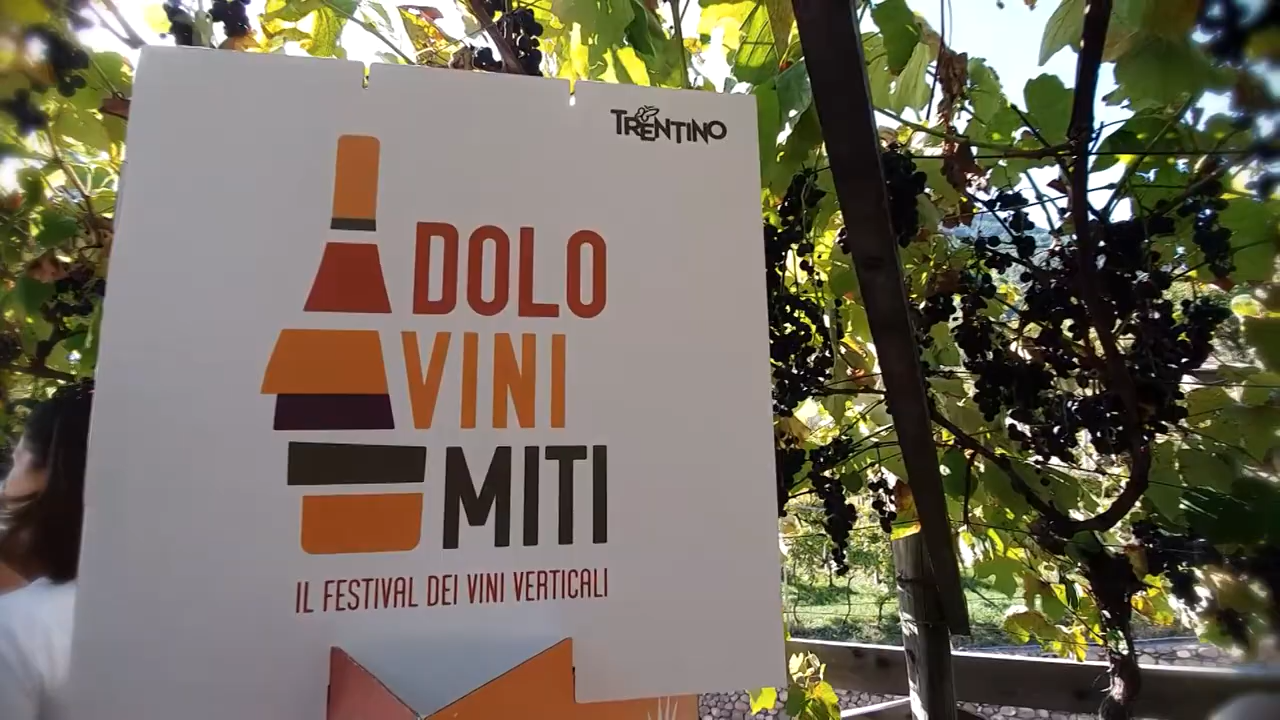 TRENTINO
DOLO
VINI
MITI
IL FESTIVAL DEI VINI VERTICALI